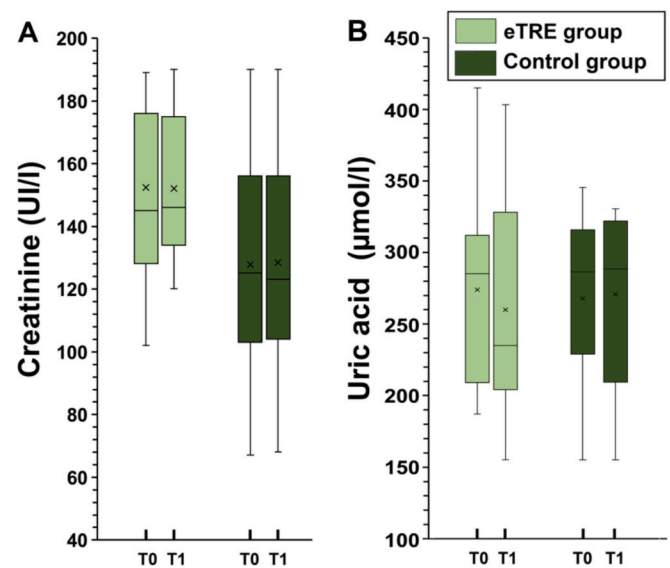 A
Creatinine (UI/l)
200
180
160
140
120
100
80
60
40
T0 T1 T0 T1
B
eTRE group
Control group
Uric acid (µmol/l)
450
400
350
300
250
200
150
100
T0 T1 T0 T1